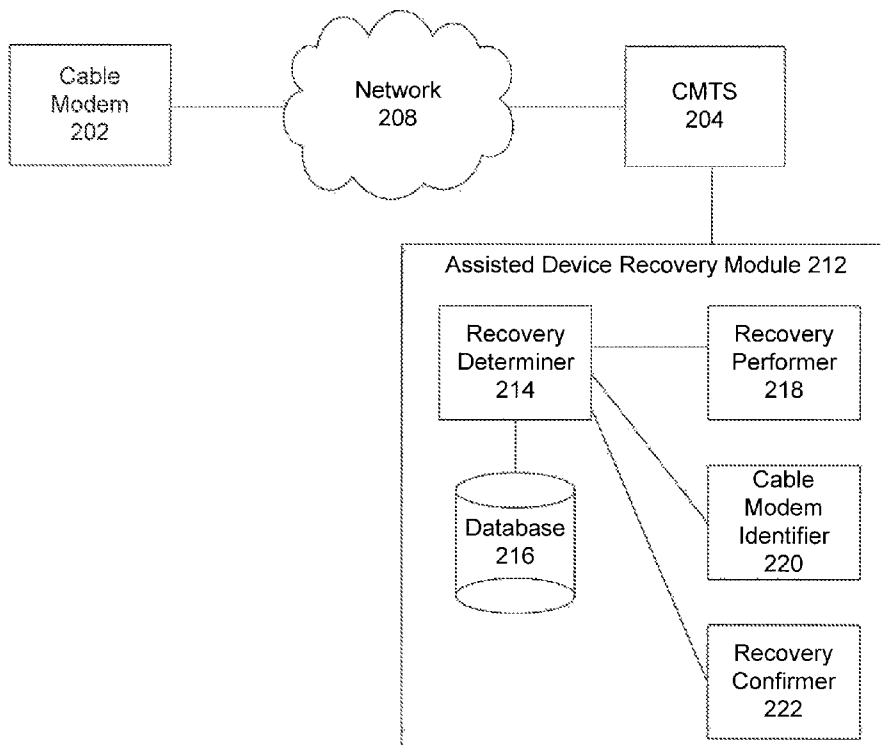 Cable
Modem
202
Network
208
CMTS
204
Assisted Device Recovery Module 212
Recovery
Determiner
214
Recovery
Performer
218
Database
216
Cable
Modem
Identifier
220
Recovery
Confirmer
222